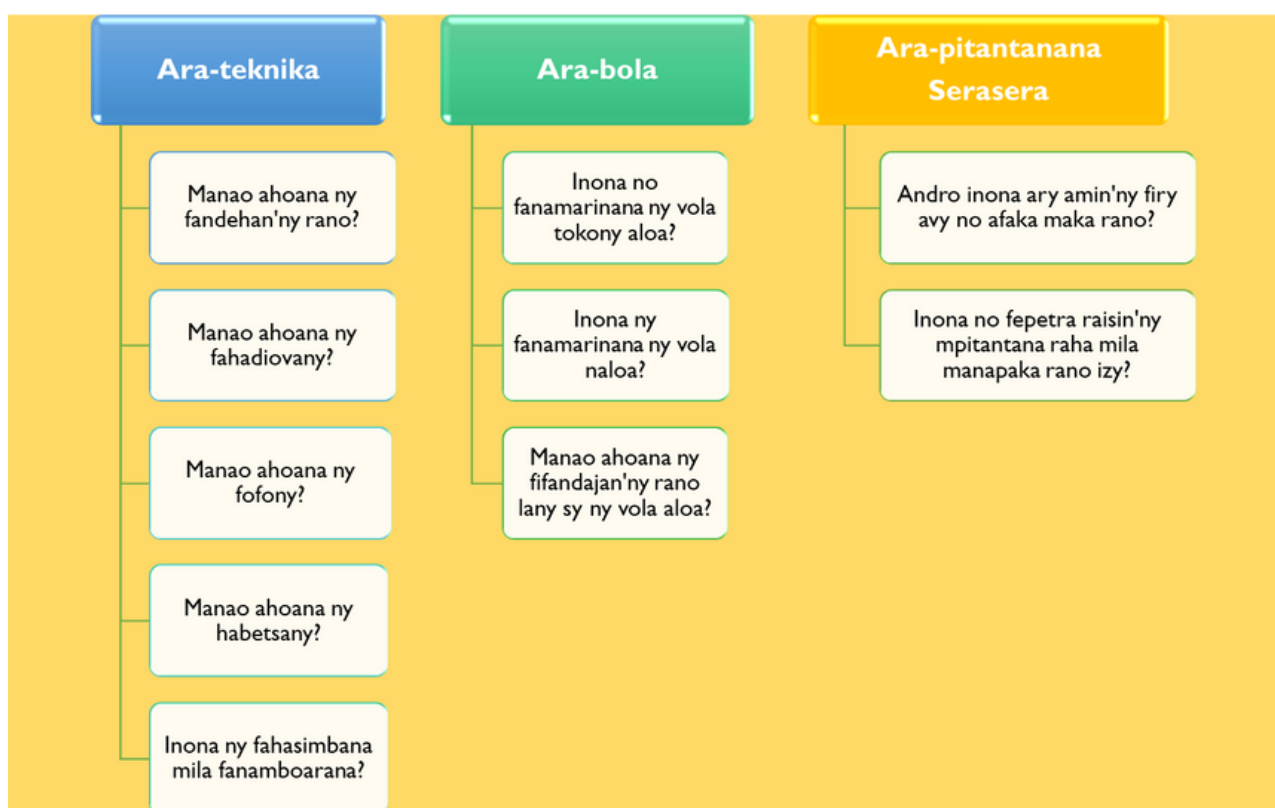 Ara-teknika
Manao ahoana ny
fandehan'ny rano?
Manao ahoana ny
fahadiovany?
Manao ahoana ny
fofony?
Manao ahoana ny
habetsany?
Inona ny fahasimbana
mila fanamboarana?
Ara-bola
Inona no
fanamarinana ny vola
tokony aloa?
Inona ny
fanamarinana ny vola
naloa?
Manao ahoana ny
fifandajan'ny rano
lany sy ny vola aloa?
Ara-pitantanana
Serasera
Andro inona ary amin'ny firy
avy no afaka maka rano?
Inona no fepetra raisin'ny
mpitantana raha mila
manapaka rano izy?